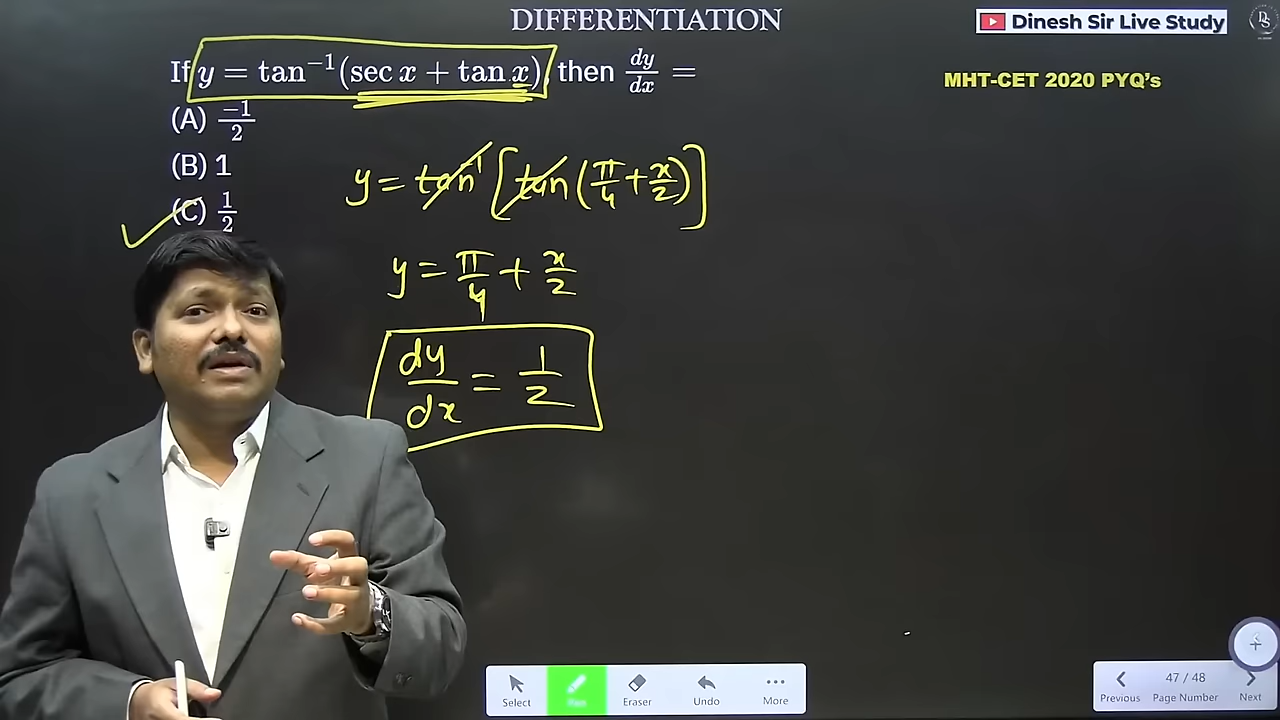 DIFFERENTIATION
Dinesh Sir Live Study
DS
If y = tan⁻¹(sec x + tan x), then dy/dx =
MHT-CET 2020 PYQ's
(A) -1/2
(B) 1
(C) 1/2
y = tan⁻¹[tan(π/4 + x/2)]
y = π/4 + x/2
dy/dx = 1/2
Select Pen Eraser Undo More
47 / 48
Previous Page Number Next